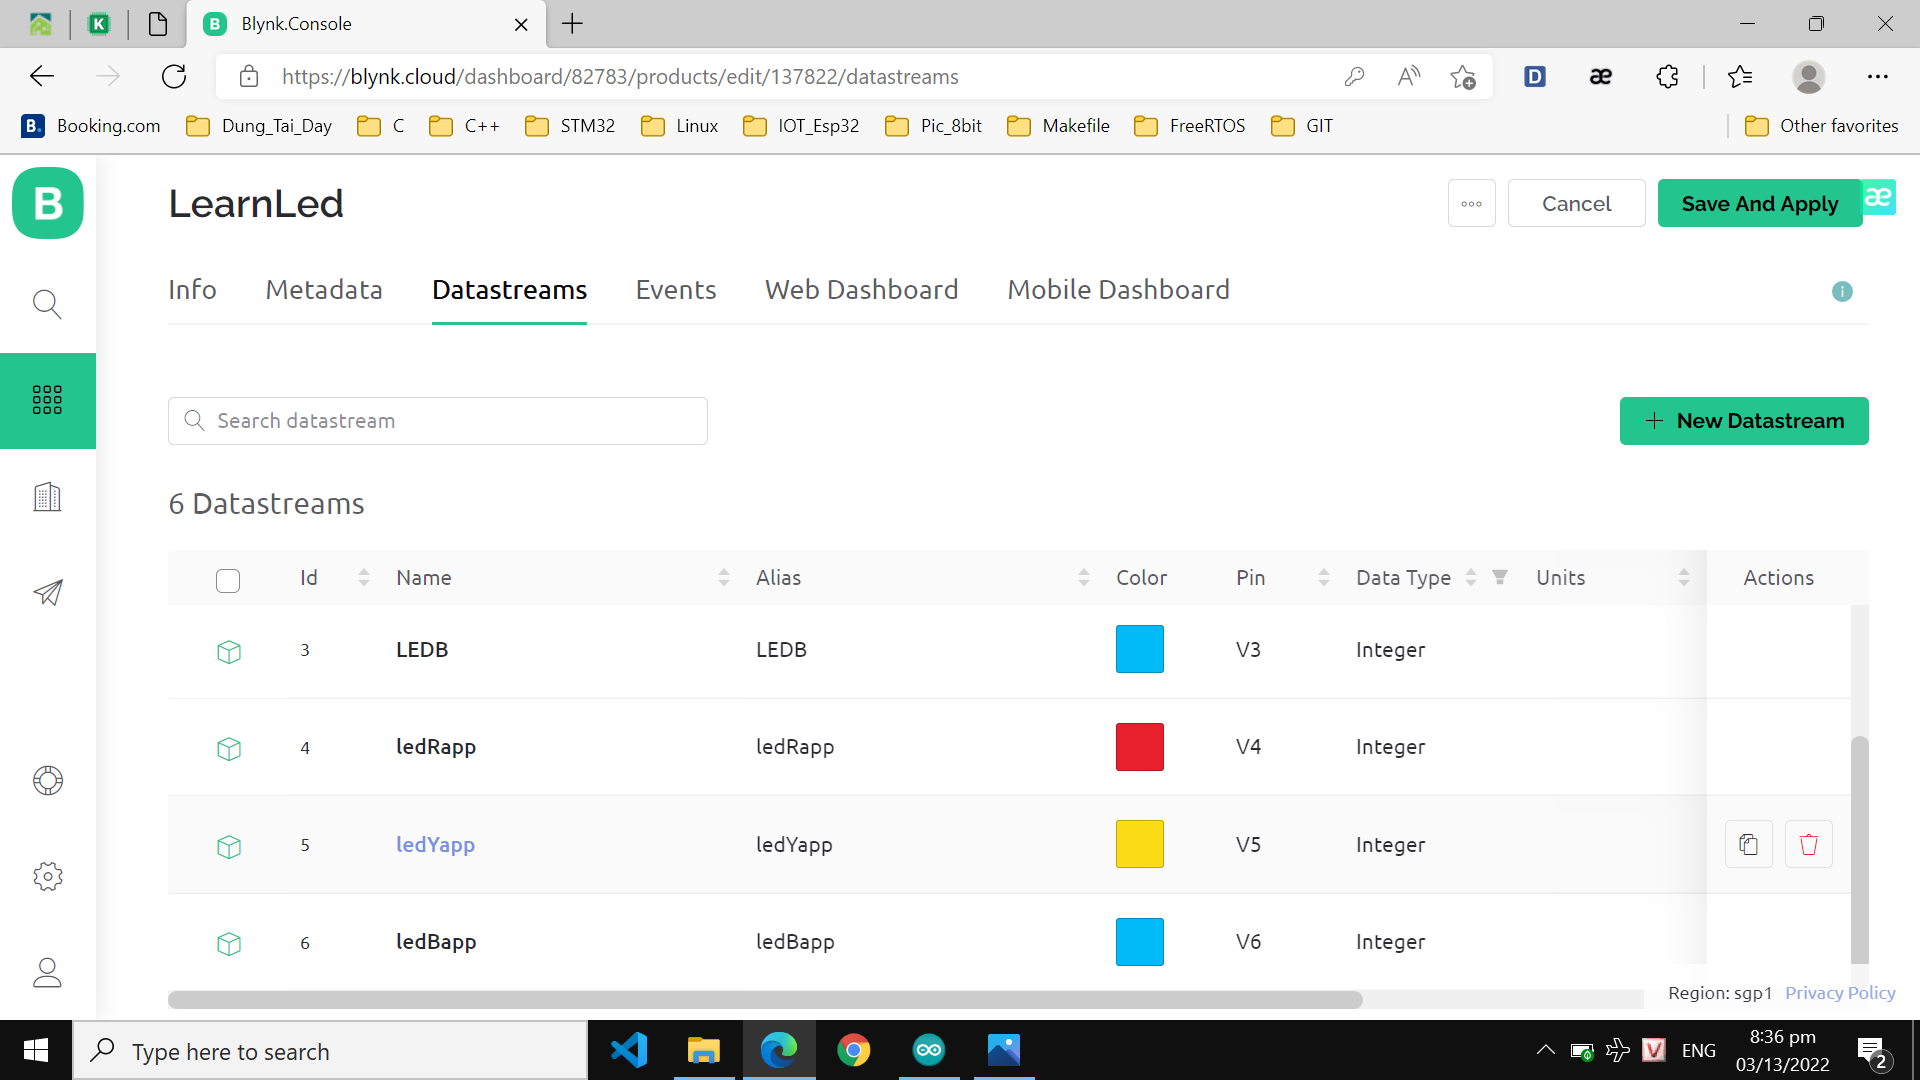 Blynk.Console
https://blynk.cloud/dashboard/82783/products/edit/137822/datastreams
Booking.com Dung_Tai_Day C C++ STM32 Linux IOT_Esp32 Pic_8bit Makefile FreeRTOS GIT Other favorites
B
LearnLed
Cancel
Save And Apply
æ
Info Metadata Datastreams Events Web Dashboard Mobile Dashboard
Search datastream
New Datastream
6 Datastreams
Id Name Alias Color Pin Data Type Units Actions
3 LEDB LEDB V3 Integer
4 ledRapp ledRapp V4 Integer
5 ledYapp ledYapp V5 Integer
6 ledBapp ledBapp V6 Integer
Region: sgp1 Privacy Policy
Type here to search
ENG
8:36 pm
03/13/2022
2